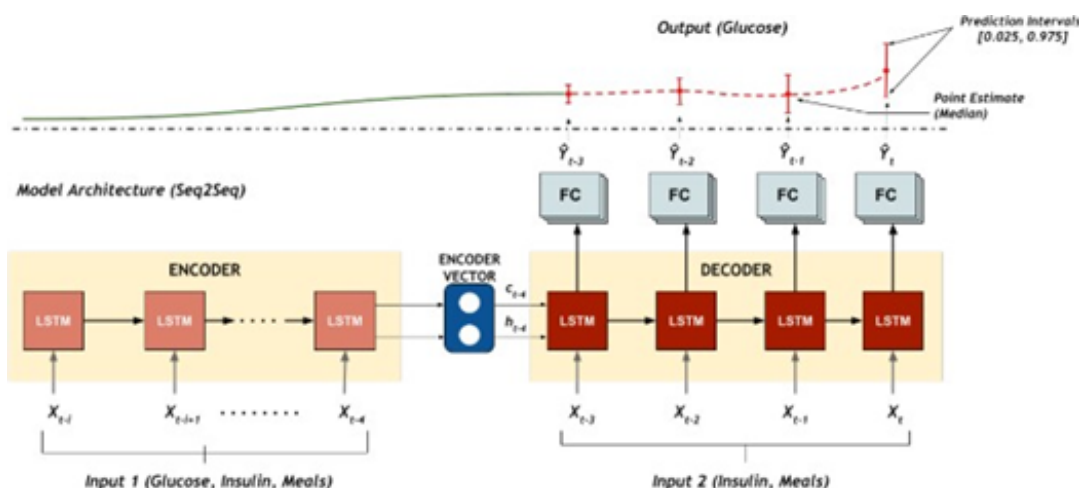 Output (Glucose)
Prediction Intervals
[0.025, 0.975]
Point Estimate
(Median)
Ŷt-3
Ŷt-2
Ŷt-1
Ŷt
Model Architecture (Seq2Seq)
FC
FC
FC
FC
ENCODER
ENCODER
VECTOR
DECODER
LSTM
LSTM
LSTM
ct-4
ht-4
LSTM
LSTM
LSTM
LSTM
Xt-i
Xt-i+1
Xt-4
Xt-3
Xt-2
Xt-1
Xt
Input 1 (Glucose, Insulin, Meals)
Input 2 (Insulin, Meals)